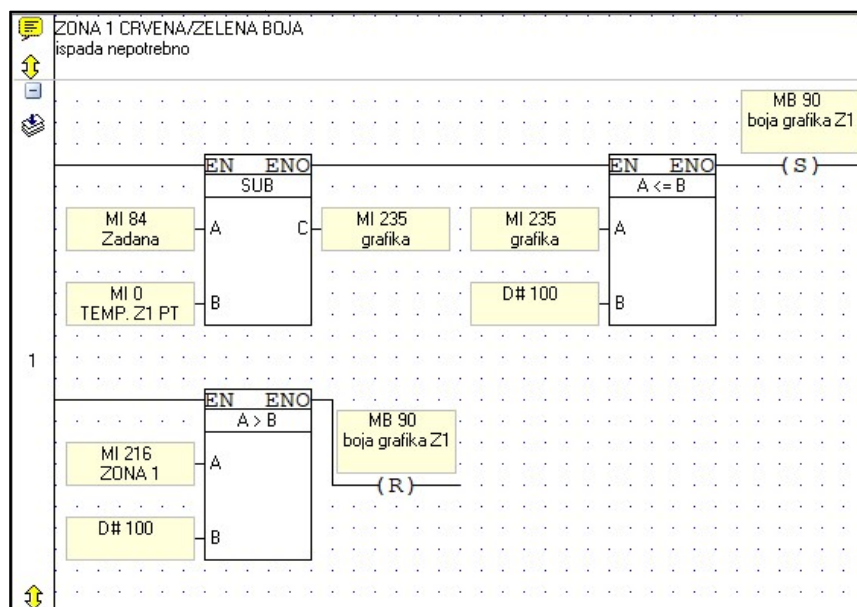 ZONA 1 CRVENA/ZELENA BOJA
ispada nepotrebno
MB 90
boja grafika Z1
EN ENO
SUB
EN ENO
A <= B
(S)
MI 84
Zadana
A
C
MI 235
grafika
MI 235
grafika
A
MI 0
TEMP. Z1 PT
B
D# 100
B
1
EN ENO
A > B
MB 90
boja grafika Z1
MI 216
ZONA 1
A
(R)
D# 100
B